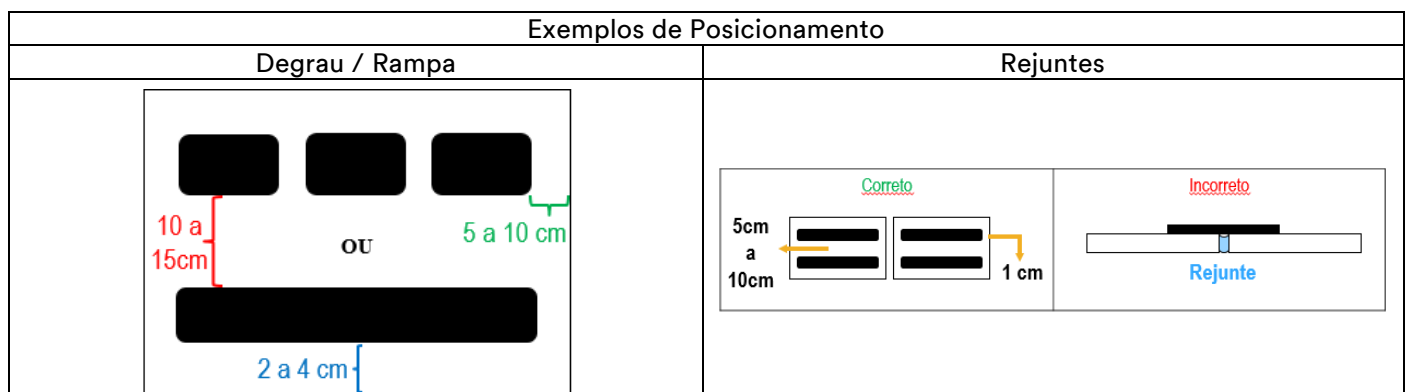 Exemplos de Posicionamento
Degrau / Rampa
Rejuntes
10 a
15cm
5 a 10 cm
OU
2 a 4 cm
Correto
5cm
a
10cm
1 cm
Incorreto
Rejunte